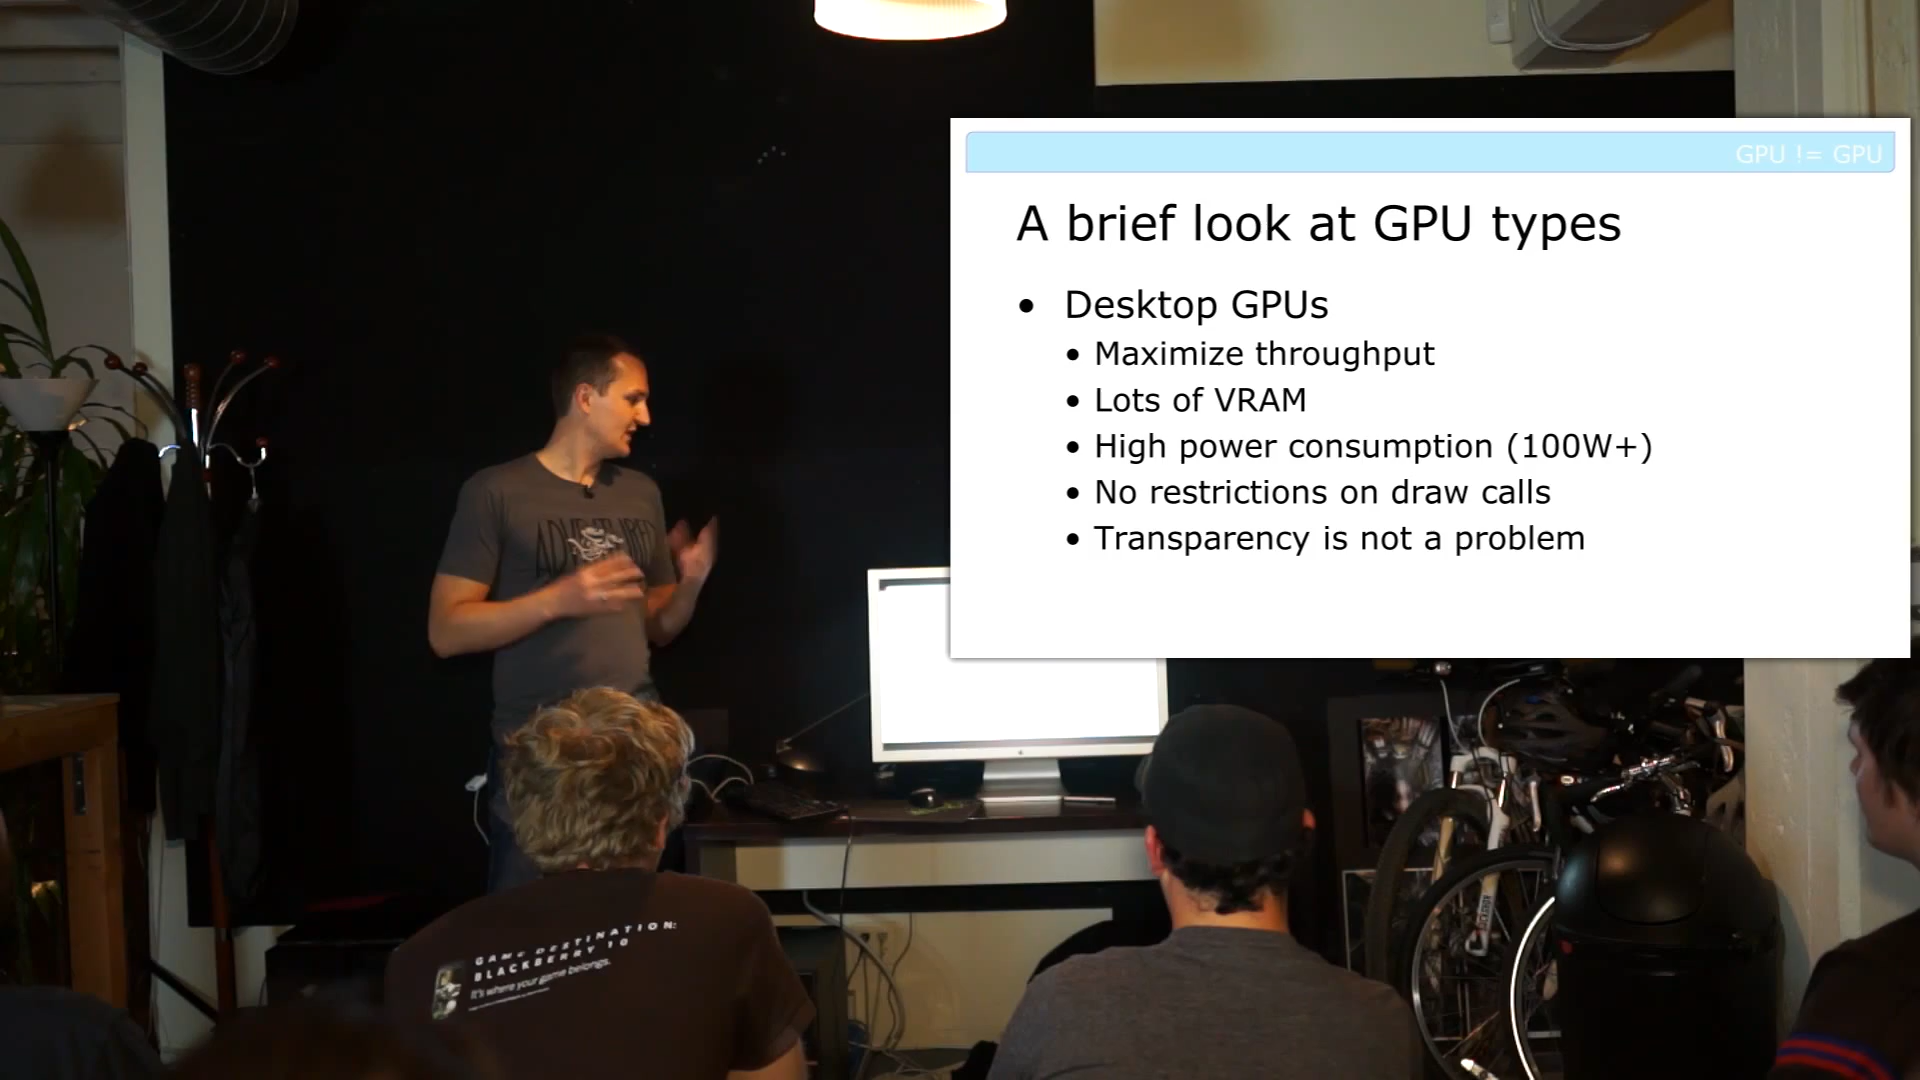 GPU != GPU
A brief look at GPU types
• Desktop GPUs
• Maximize throughput
• Lots of VRAM
• High power consumption (100W+)
• No restrictions on draw calls
• Transparency is not a problem
GAME DESTINATION:
BLACKBERRY 10
It's where your game belongs.